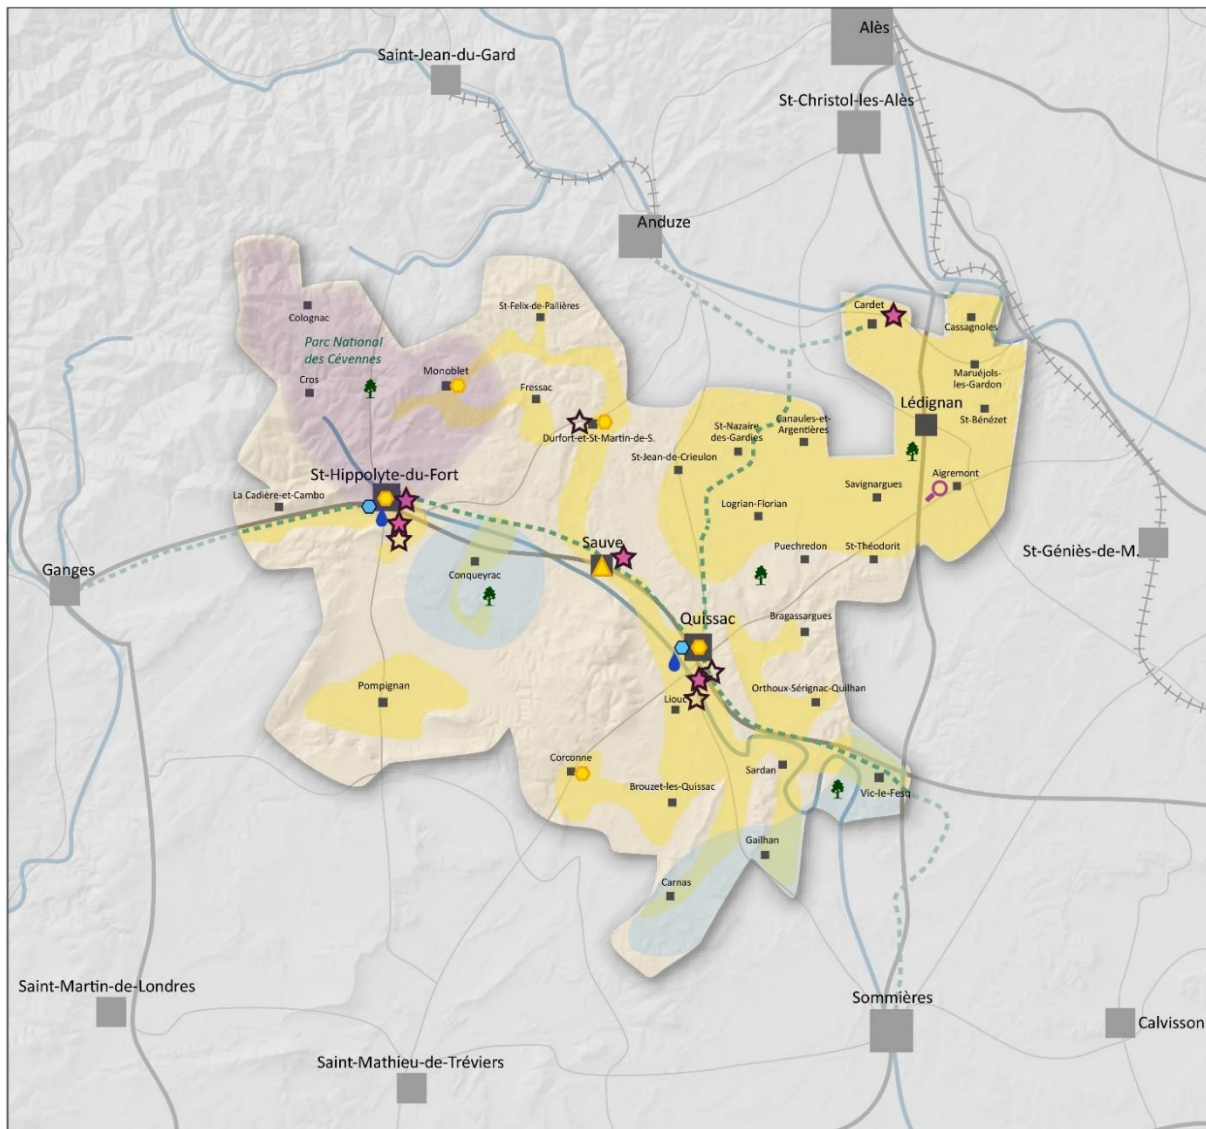 Alès
Saint-Jean-du-Gard
St-Christol-les-Alès
Anduze
St-Felix-de-Pallières
Cardet
Colognac
Cassagnoles
Parc National
des Cévennes
Monoblet
Maruéjols-
les-Gardon
Cros
Fressac
Lédignan
St-Bénézet
Canaules-et-
Argentières
St-Nazaire
des-Gardies
Durfort-et-St-Martin-de-S.
St-Jean-de-Crieulon
St-Hippolyte-du-Fort
Aigremont
La Cadière-et-Cambo
Savignargues
Logrian-Florian
Sauve
Puechredon
St-Théodorit
St-Géniès-de-M.
Ganges
Conqueyrac
Quissac
Bragassargues
Pompignan
Orthoux-Sérignac-Quilhan
Liouc
Corconne
Sardan
Brouzet-les-Quissac
Vic-le-Fesq
Gailhan
Carnas
Saint-Martin-de-Londres
Sommières
Calvisson
Saint-Mathieu-de-Tréviers